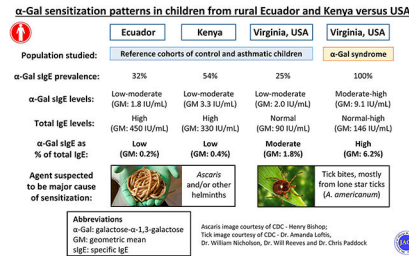 α-Gal sensitization patterns in children from rural Ecuador and Kenya versus USA
Ecuador Kenya Virginia, USA Virginia, USA
Population studied: Reference cohorts of control and asthmatic children α-Gal syndrome
α-Gal sIgE prevalence: 32% 54% 25% 100%
α-Gal sIgE levels: Low-moderate Low-moderate Low-moderate Moderate-high
(GM: 1.8 IU/mL) (GM 3.3 IU/mL) (GM: 2.0 IU/mL) (GM: 9.1 IU/mL)
Total IgE levels: High High Normal Normal-high
(GM: 450 IU/mL) (GM: 330 IU/mL) (GM: 90 IU/mL) (GM: 146 IU/mL)
α-Gal sIgE as Low Low Moderate High
% of total IgE: (GM: 0.2%) (GM: 0.4%) (GM: 1.8%) (GM: 6.2%)
Agent suspected
to be major cause
of sensitization:
Ascaris
and/or other
helminths
Tick bites, mostly
from lone star ticks
(A. americanum)
Abbreviations
α-Gal: galactose-α-1,3-galactose
GM: geometric mean
sIgE: specific IgE
Ascaris image courtesy of CDC - Henry Bishop;
Tick image courtesy of CDC - Dr. Amanda Loftis,
Dr. William Nicholson, Dr. Will Reeves and Dr. Chris Paddock